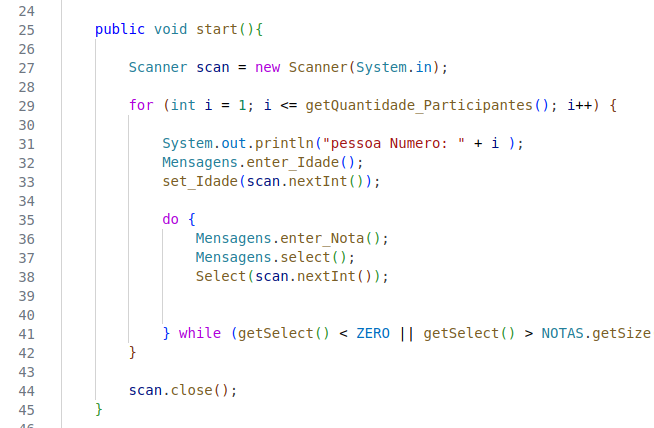 24
25 public void start(){
26
27 Scanner scan = new Scanner(System.in);
28
29 for (int i = 1; i <= getQuantidade_Participantes(); i++) {
30
31 System.out.println("pessoa Numero: " + i );
32 Mensagens.enter_Idade();
33 set_Idade(scan.nextInt());
34
35 do {
36 Mensagens.enter_Nota();
37 Mensagens.select();
38 Select(scan.nextInt());
39
40
41 } while (getSelect() < ZERO || getSelect() > NOTAS.getSize
42 }
43
44 scan.close();
45 }
46